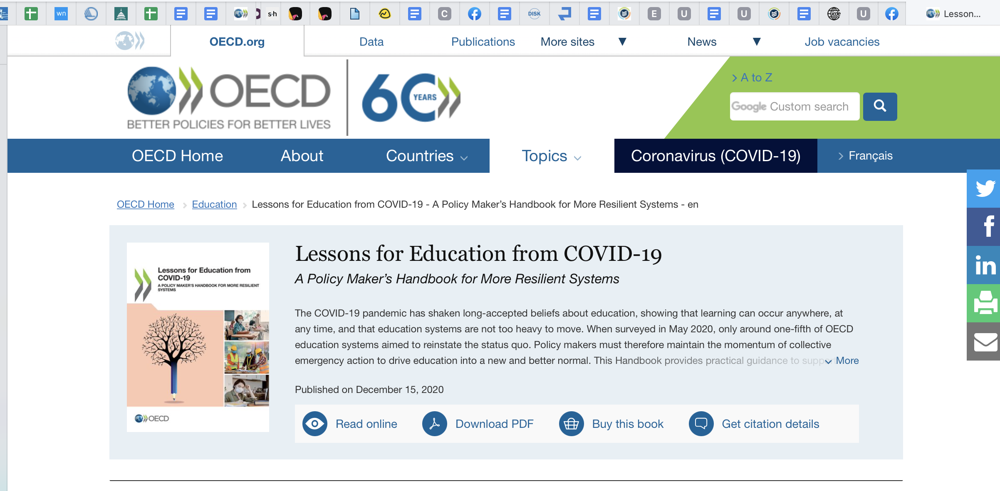 wn
s·h
C
DISK
E
U
U
icde
U
Lesson...
OECD.org
Data
Publications
More sites
News
Job vacancies
OECD
BETTER POLICIES FOR BETTER LIVES
60 YEARS
A to Z
Google Custom search
OECD Home
About
Countries
Topics
Coronavirus (COVID-19)
Français
OECD Home
Education
Lessons for Education from COVID-19 - A Policy Maker’s Handbook for More Resilient Systems - en
Lessons for Education from
COVID-19
A POLICY MAKER'S HANDBOOK FOR MORE RESILIENT
SYSTEMS
OECD
Lessons for Education from COVID-19
A Policy Maker’s Handbook for More Resilient Systems
The COVID-19 pandemic has shaken long-accepted beliefs about education, showing that learning can occur anywhere, at
any time, and that education systems are not too heavy to move. When surveyed in May 2020, only around one-fifth of OECD
education systems aimed to reinstate the status quo. Policy makers must therefore maintain the momentum of collective
emergency action to drive education into a new and better normal. This Handbook provides practical guidance to support More
Published on December 15, 2020
Read online
Download PDF
Buy this book
Get citation details